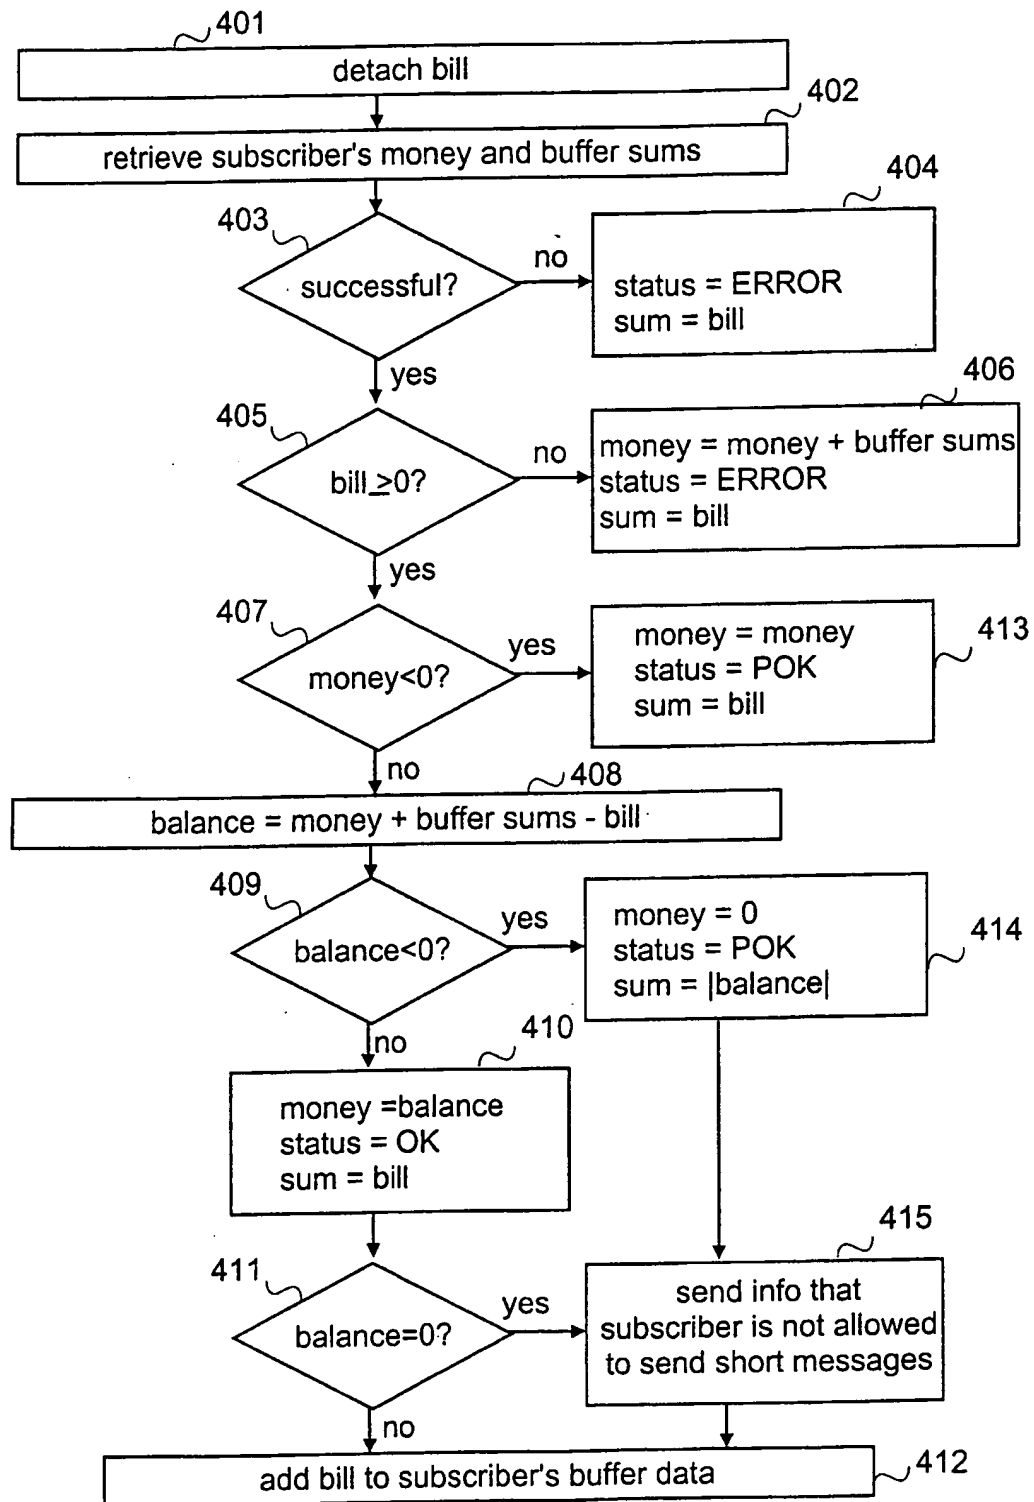 401
detach bill
402
retrieve subscriber's money and buffer sums
403
successful?
no
404
status = ERROR
sum = bill
yes
405
bill ≥0?
no
406
money = money + buffer sums
status = ERROR
sum = bill
yes
407
money<0?
yes
money = money
status = POK
sum = bill
413
no
408
balance = money + buffer sums - bill
409
balance<0?
yes
money = 0
status = POK
sum = |balance|
414
no
410
money =balance
status = OK
sum = bill
411
balance=0?
yes
415
send info that
subscriber is not allowed
to send short messages
no
add bill to subscriber's buffer data
412